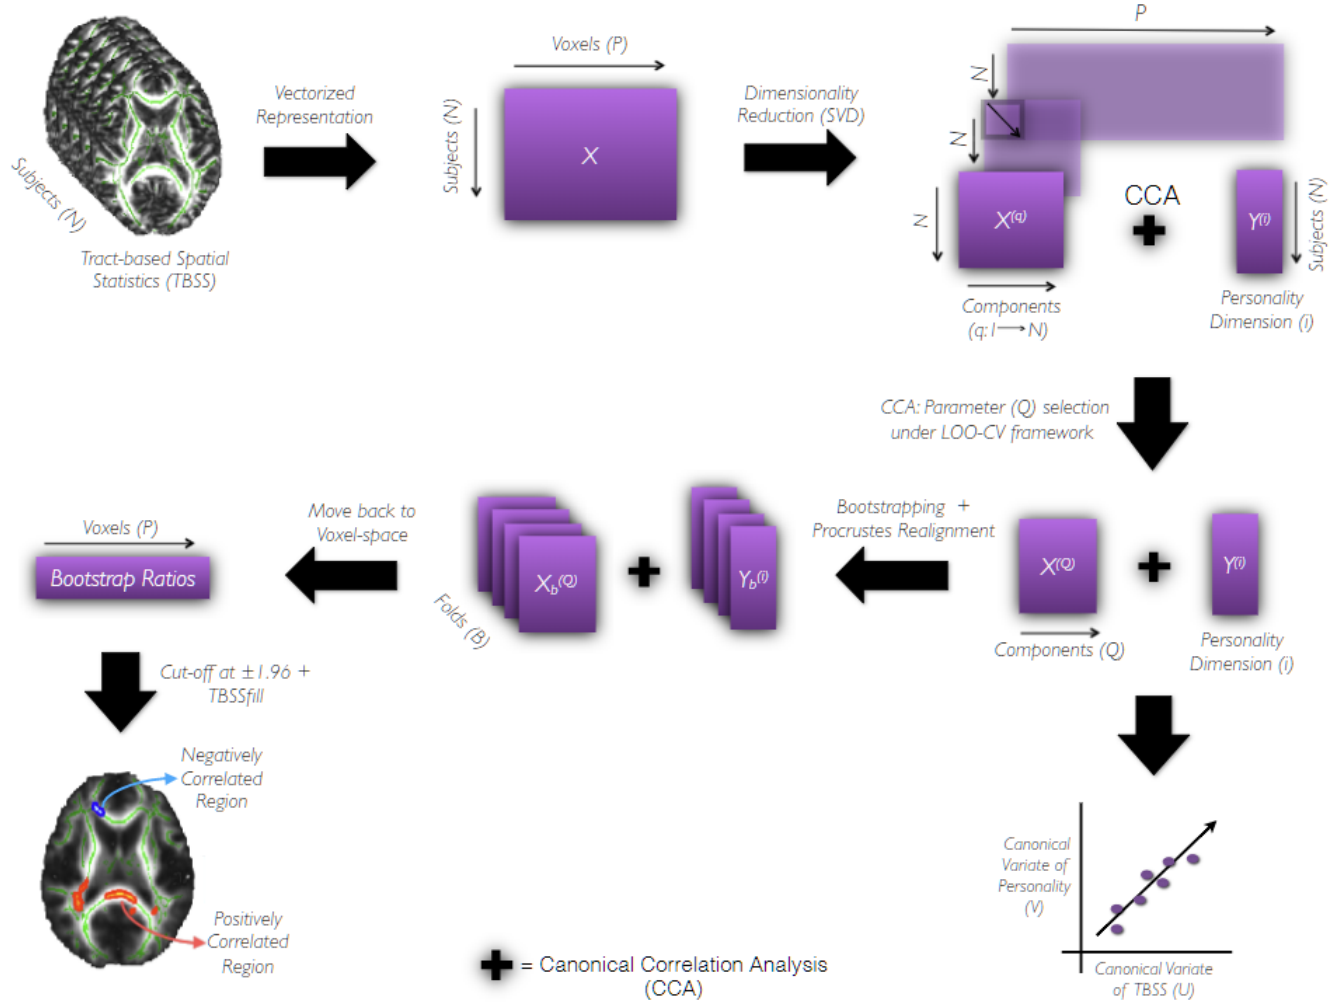 Subjects (N)
Tract-based Spatial
Statistics (TBSS)
Vectorized
Representation
Voxels (P)
Subjects (N)
X
Dimensionality
Reduction (SVD)
P
N
N
N
X(q)
Components
(q: 1 → N)
CCA
Y(i)
Subjects (N)
Personality
Dimension (i)
CCA: Parameter (Q) selection
under LOO-CV framework
X(Q)
Components (Q)
Y(i)
Personality
Dimension (i)
Bootstrapping +
Procrustes Realignment
Xb(Q)
Yb(i)
Folds (B)
Move back to
Voxel-space
Voxels (P)
Bootstrap Ratios
Cut-off at ±1.96 +
TBSSfill
Negatively
Correlated
Region
Positively
Correlated
Region
Canonical
Variate of
Personality
(V)
Canonical Variate
of TBSS (U)
= Canonical Correlation Analysis
(CCA)